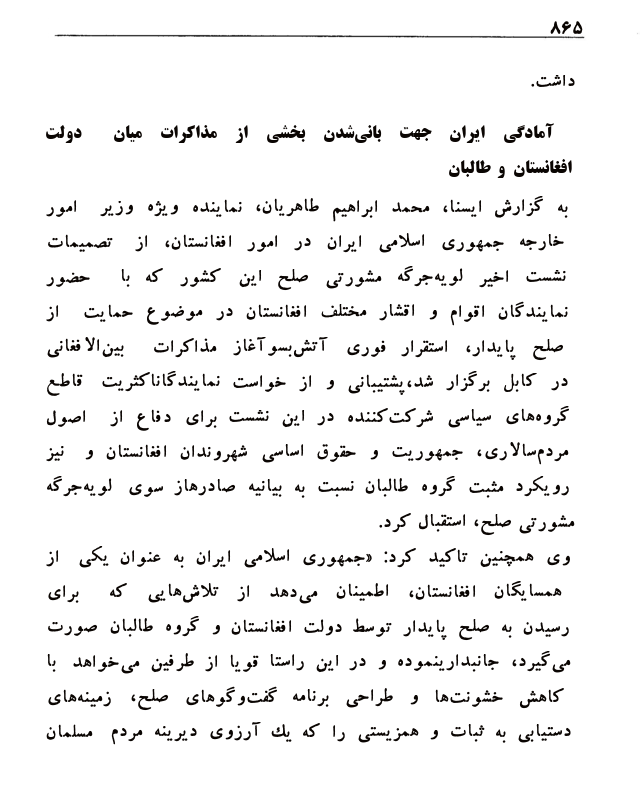 ۸۶۵
داشت.
آمادگی ایران جهت بانی‌شدن بخشی از مذاکرات میان دولت
افغانستان و طالبان
به گزارش ایسنا، محمد ابراهیم طاهریان، نماینده ویژه وزیر امور
خارجه جمهوری اسلامی ایران در امور افغانستان، از تصمیمات
نشست اخیر لویه‌جرگه مشورتی صلح این کشور که با حضور
نمایندگان اقوام و اقشار مختلف افغانستان در موضوع حمایت از
صلح پایدار، استقرار فوری آتش‌بسوآغاز مذاکرات بین‌الافغانی
در کابل برگزار شد،پشتیبانی و از خواست نمایندگاناکثریت قاطع
گروه‌های سیاسی شرکت‌کننده در این نشست برای دفاع از اصول
مردم‌سالاری، جمهوریت و حقوق اساسی شهروندان افغانستان و نیز
رویکرد مثبت گروه طالبان نسبت به بیانیه صادرهاز سوی لویه‌جرگه
مشورتی صلح، استقبال کرد.
وی همچنین تاکید کرد: «جمهوری اسلامی ایران به عنوان یکی از
همسایگان افغانستان، اطمینان می‌دهد از تلاش‌هایی که برای
رسیدن به صلح پایدار توسط دولت افغانستان و گروه طالبان صورت
می‌گیرد، جانبدارینموده و در این راستا قویا از طرفین می‌خواهد با
کاهش خشونت‌ها و طراحی برنامه گفت‌وگوهای صلح، زمینه‌های
دستیابی به ثبات و همزیستی را که یك آرزوی دیرینه مردم مسلمان